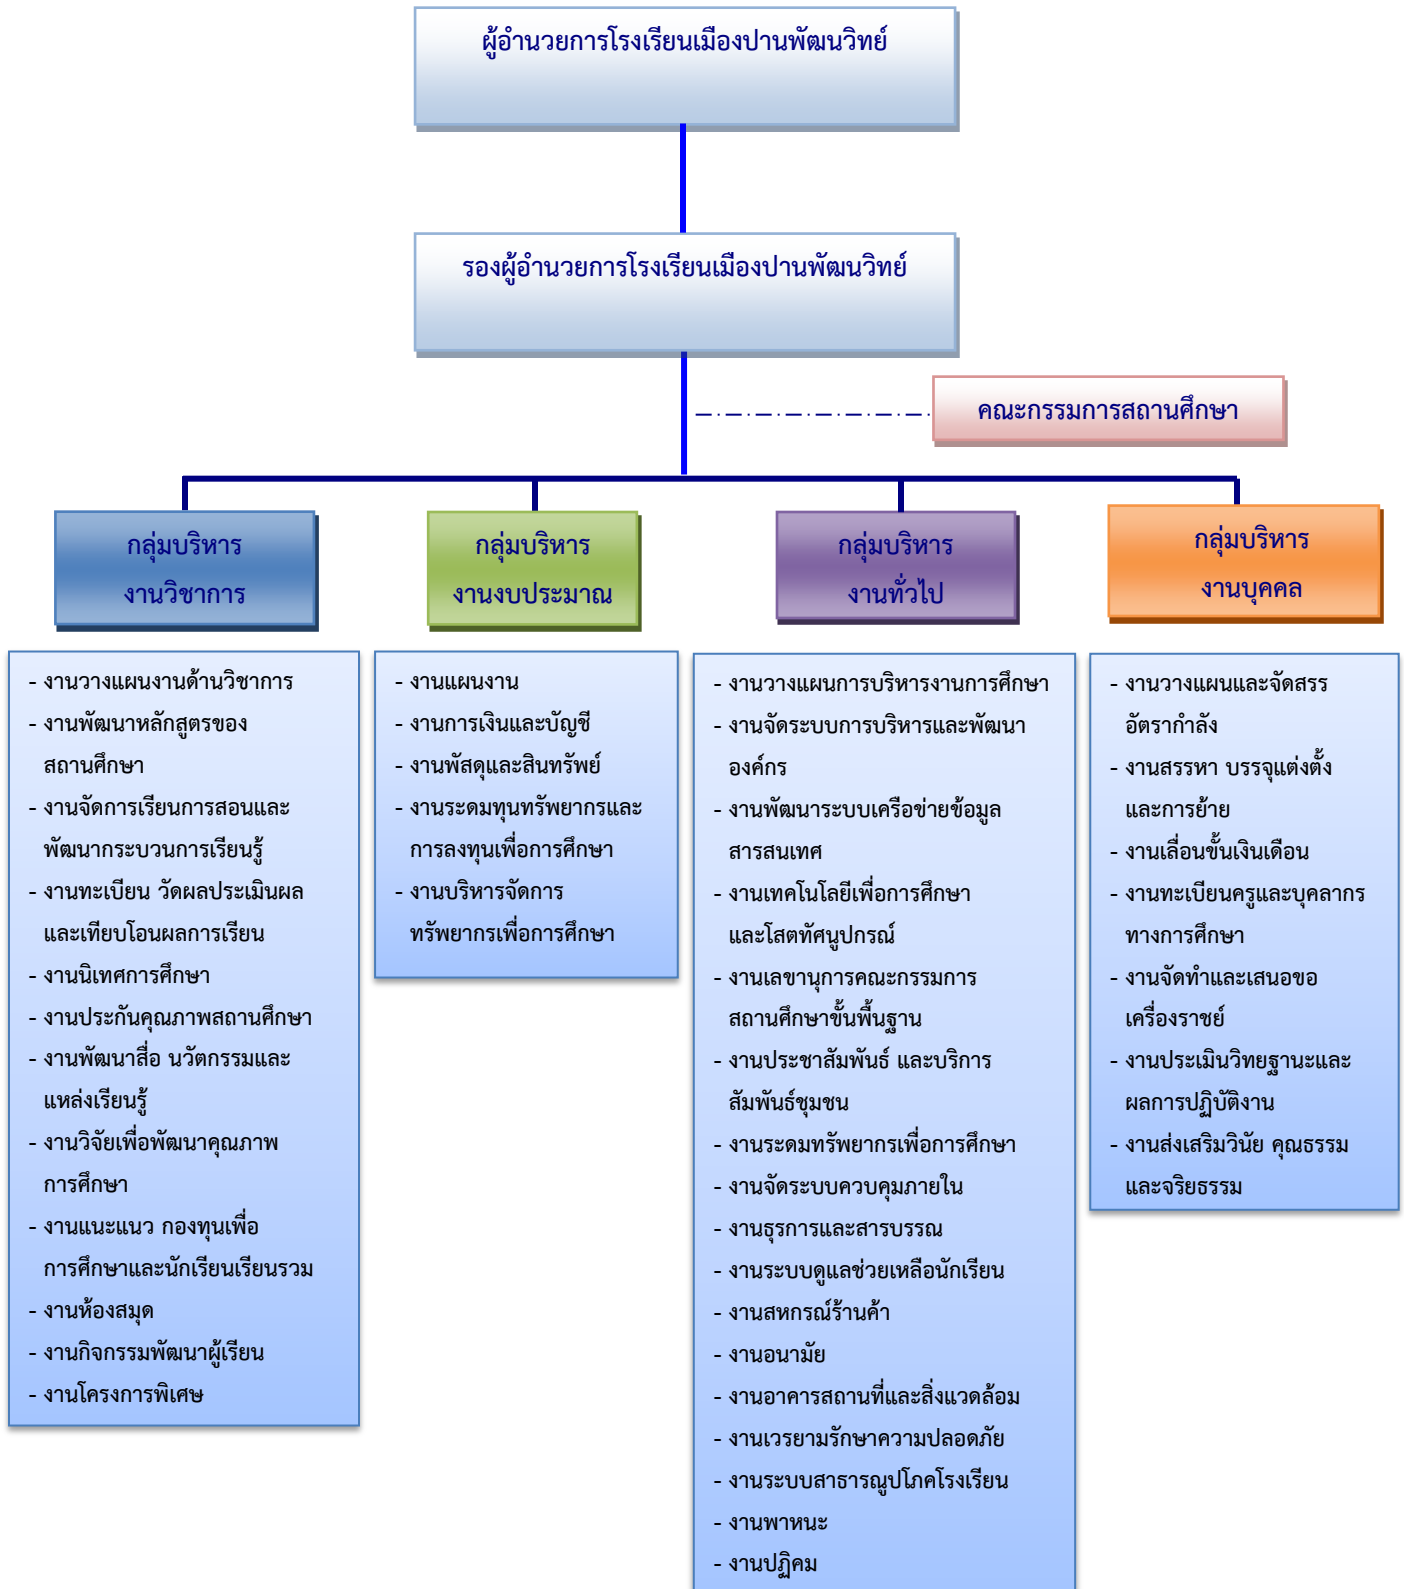 ผู้อำนวยการโรงเรียนเมืองปานพัฒนวิทย์
รองผู้อำนวยการโรงเรียนเมืองปานพัฒนวิทย์
คณะกรรมการสถานศึกษา
กลุ่มบริหาร
งานวิชาการ
กลุ่มบริหาร
งานงบประมาณ
กลุ่มบริหาร
งานทั่วไป
กลุ่มบริหาร
งานบุคคล
- งานวางแผนงานด้านวิชาการ
- งานพัฒนาหลักสูตรของ
สถานศึกษา
- งานจัดการเรียนการสอนและ
พัฒนากระบวนการเรียนรู้
- งานทะเบียน วัดผลประเมินผล
และเทียบโอนผลการเรียน
- งานนิเทศการศึกษา
- งานประกันคุณภาพสถานศึกษา
- งานพัฒนาสื่อ นวัตกรรมและ
แหล่งเรียนรู้
- งานวิจัยเพื่อพัฒนาคุณภาพ
การศึกษา
- งานแนะแนว กองทุนเพื่อ
การศึกษาและนักเรียนเรียนรวม
- งานห้องสมุด
- งานกิจกรรมพัฒนาผู้เรียน
- งานโครงการพิเศษ
- งานแผนงาน
- งานการเงินและบัญชี
- งานพัสดุและสินทรัพย์
- งานระดมทุนทรัพยากรและ
การลงทุนเพื่อการศึกษา
- งานบริหารจัดการ
ทรัพยากรเพื่อการศึกษา
- งานวางแผนการบริหารงานการศึกษา
- งานจัดระบบการบริหารและพัฒนา
องค์กร
- งานพัฒนาระบบเครือข่ายข้อมูล
สารสนเทศ
- งานเทคโนโลยีเพื่อการศึกษา
และโสตทัศนูปกรณ์
- งานเลขานุการคณะกรรมการ
สถานศึกษาขั้นพื้นฐาน
- งานประชาสัมพันธ์ และบริการ
สัมพันธ์ชุมชน
- งานระดมทรัพยากรเพื่อการศึกษา
- งานจัดระบบควบคุมภายใน
- งานธุรการและสารบรรณ
- งานระบบดูแลช่วยเหลือนักเรียน
- งานสหกรณ์ร้านค้า
- งานอนามัย
- งานอาคารสถานที่และสิ่งแวดล้อม
- งานเวรยามรักษาความปลอดภัย
- งานระบบสาธารณูปโภคโรงเรียน
- งานพาหนะ
- งานปฏิคม
- งานวางแผนและจัดสรร
อัตรากำลัง
- งานสรรหา บรรจุแต่งตั้ง
และการย้าย
- งานเลื่อนขั้นเงินเดือน
- งานทะเบียนครูและบุคลากร
ทางการศึกษา
- งานจัดทำและเสนอขอ
เครื่องราชย์
- งานประเมินวิทยฐานะและ
ผลการปฏิบัติงาน
- งานส่งเสริมวินัย คุณธรรม
และจริยธรรม